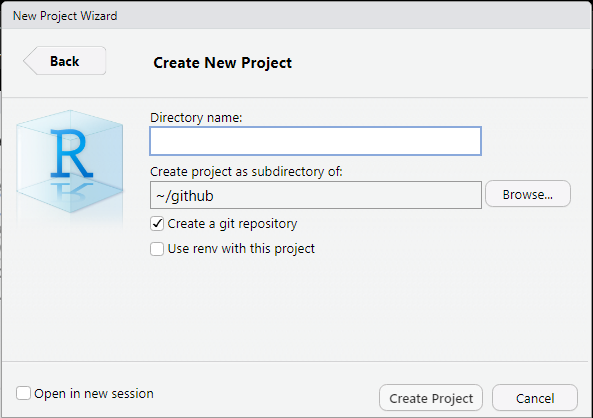 New Project Wizard
Back
Create New Project
R
Directory name:
Create project as subdirectory of:
~/github
Browse...
Create a git repository
Use renv with this project
Open in new session
Create Project
Cancel